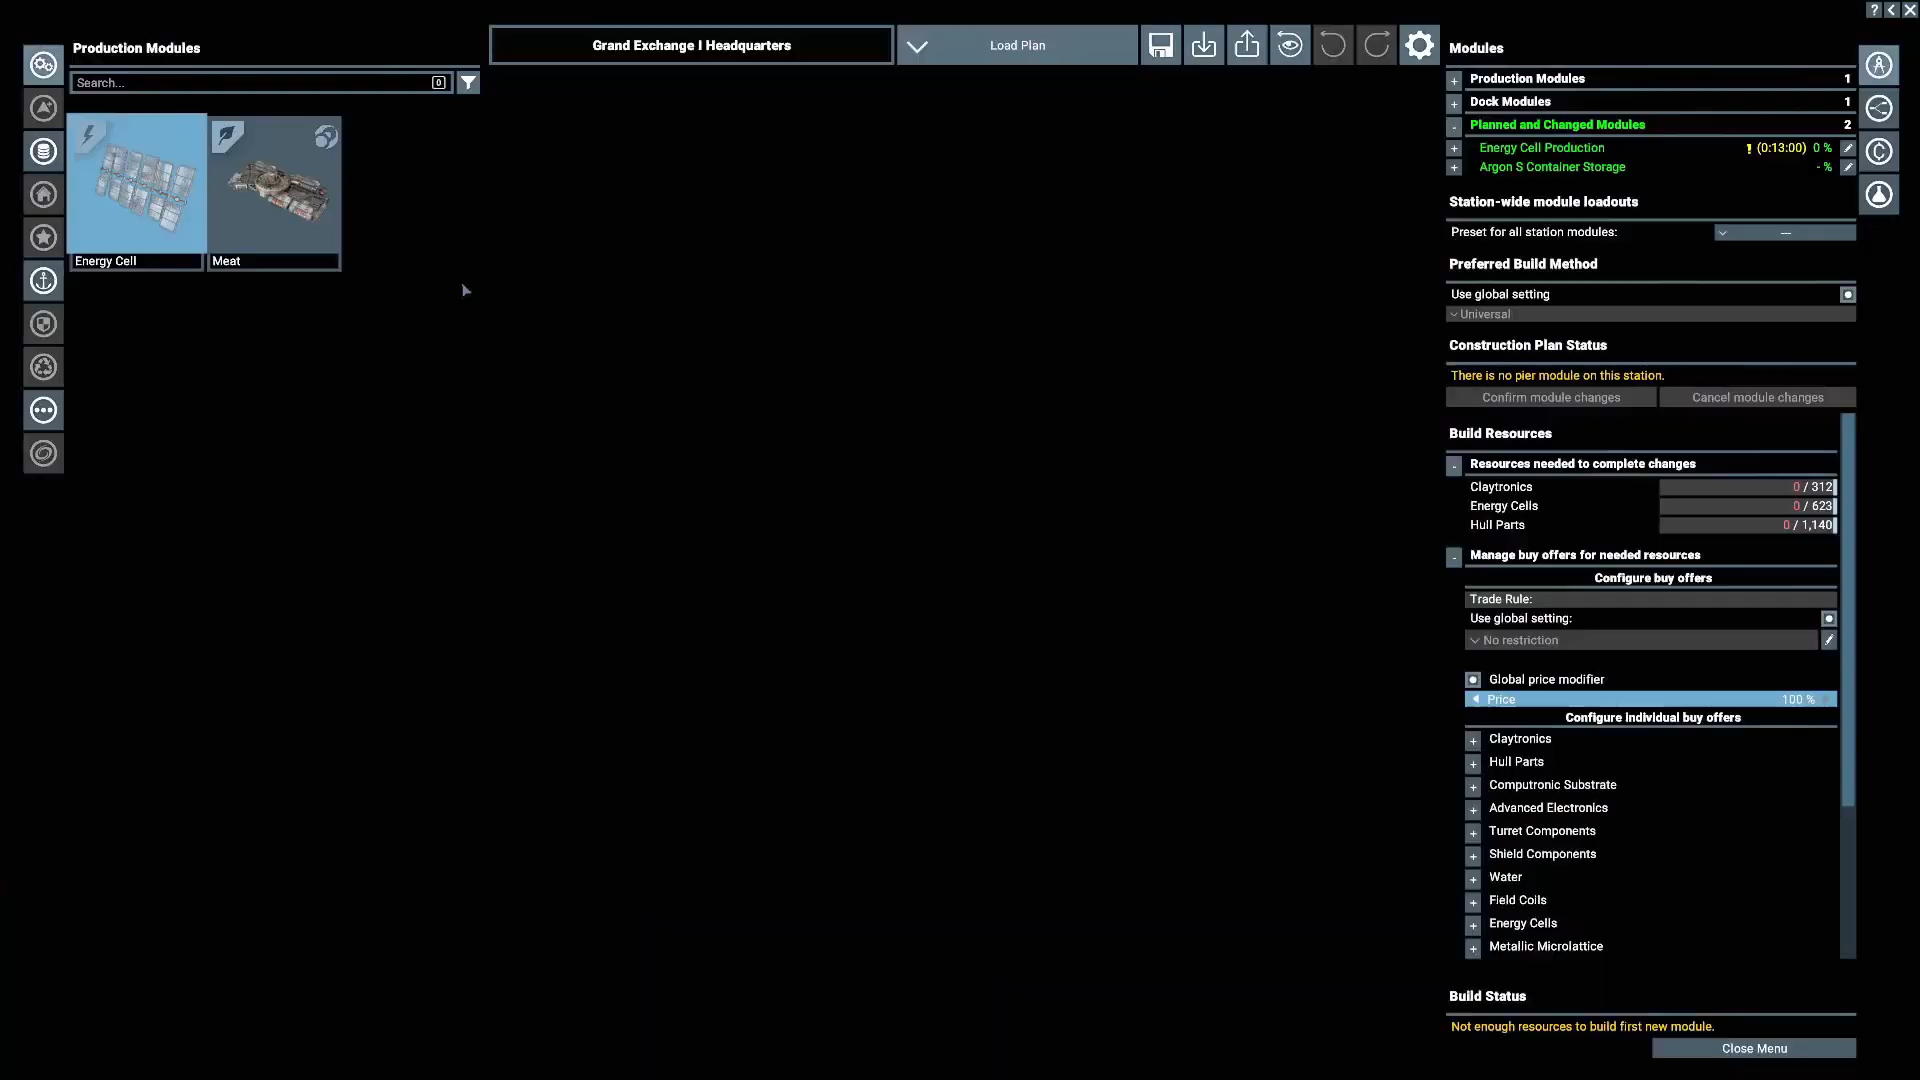 Production Modules
Search...
0
Energy Cell
Meat
Grand Exchange I Headquarters
Load Plan
?
Modules
+ Production Modules 1
+ Dock Modules 1
- Planned and Changed Modules 2
+ Energy Cell Production ! (0:13:00) 0 %
+ Argon S Container Storage - %
Station-wide module loadouts
Preset for all station modules: ---
Preferred Build Method
Use global setting
Universal
Construction Plan Status
There is no pier module on this station.
Confirm module changes Cancel module changes
Build Resources
- Resources needed to complete changes
Claytronics 0 / 312
Energy Cells 0 / 623
Hull Parts 0 / 1,140
- Manage buy offers for needed resources
Configure buy offers
Trade Rule:
Use global setting:
No restriction
Global price modifier
Price 100 %
Configure individual buy offers
+ Claytronics
+ Hull Parts
+ Computronic Substrate
+ Advanced Electronics
+ Turret Components
+ Shield Components
+ Water
+ Field Coils
+ Energy Cells
+ Metallic Microlattice
Build Status
Not enough resources to build first new module.
Close Menu